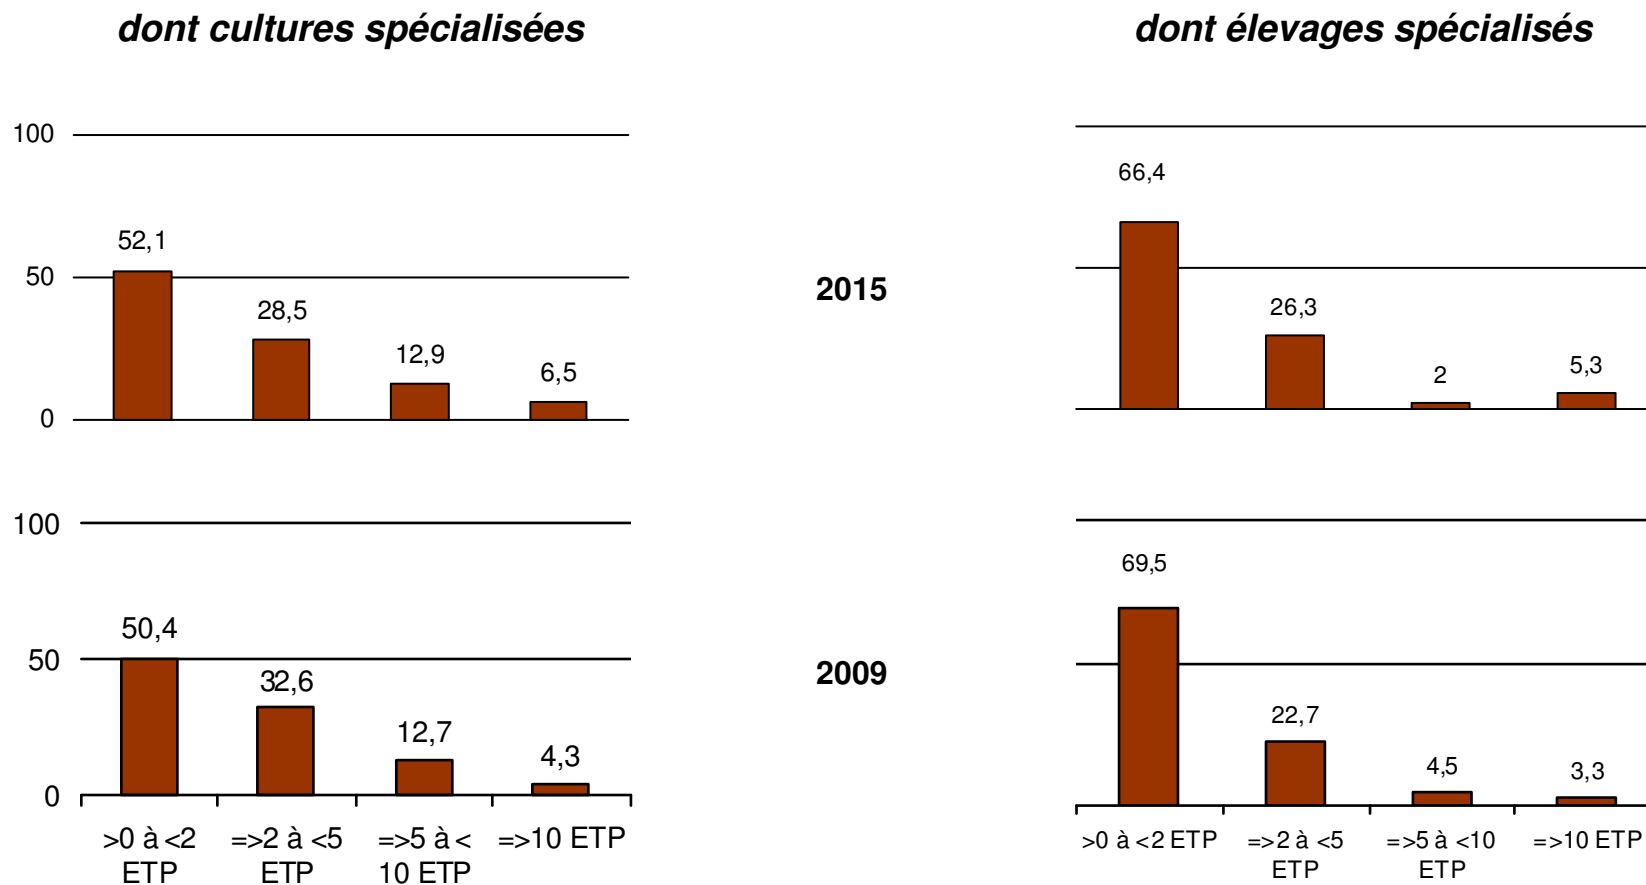 dont cultures spécialisées
dont élevages spécialisés
100
50
0
52,1
28,5
12,9
6,5
2015
66,4
26,3
2
5,3
100
50
0
50,4
32,6
12,7
4,3
>0 à <2
ETP
=>2 à <5
ETP
=>5 à <
10 ETP
=>10 ETP
2009
69,5
22,7
4,5
3,3
>0 à <2 ETP
=>2 à <5
ETP
=>5 à <10
ETP
=>10 ETP